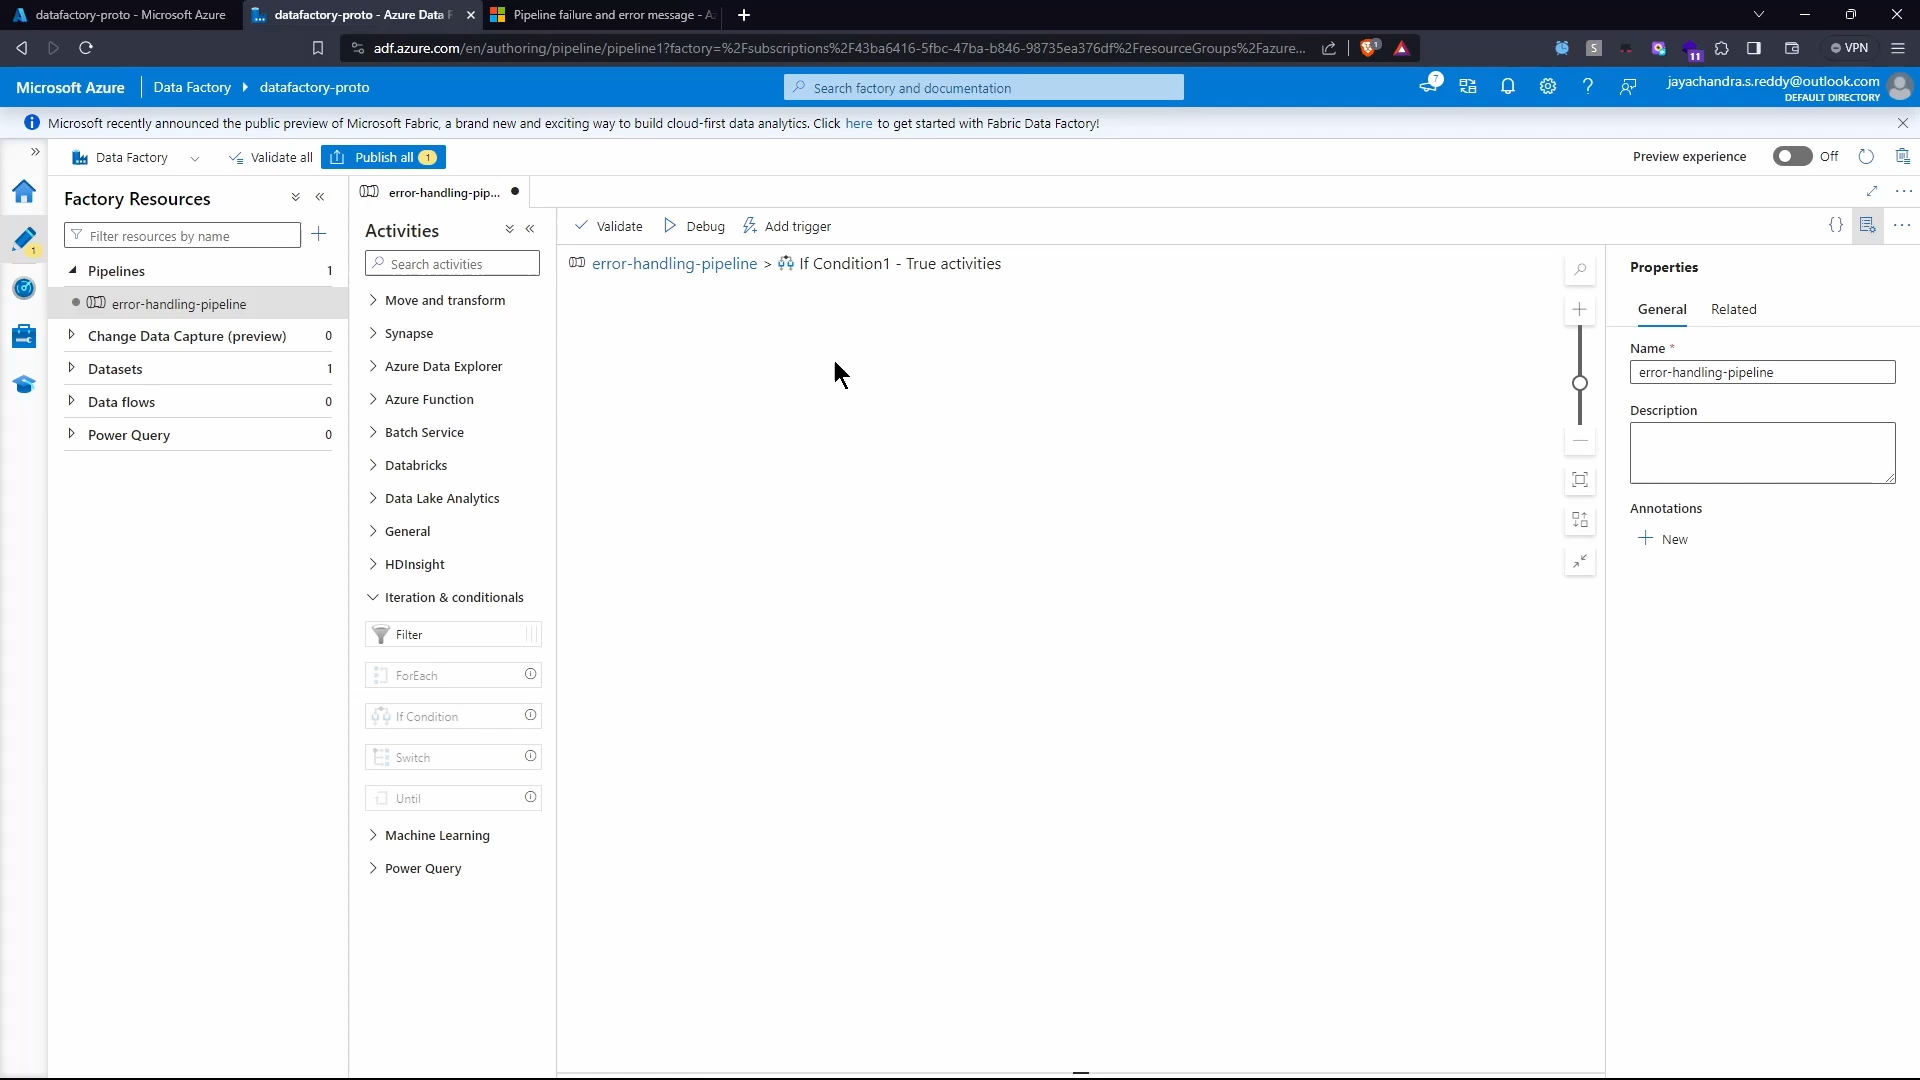 datafactory-proto - Microsoft Azure
datafactory-proto - Azure Data F
Pipeline failure and error message - A
adf.azure.com/en/authoring/pipeline/pipeline1?factory=%2Fsubscriptions%2F43ba6416-5fbc-47ba-b846-98735ea376df%2FresourceGroups%2Fazure...
1
S
11
VPN
Microsoft Azure
Data Factory
datafactory-proto
Search factory and documentation
7
jayachandra.s.reddy@outlook.com
DEFAULT DIRECTORY
Microsoft recently announced the public preview of Microsoft Fabric, a brand new and exciting way to build cloud-first data analytics. Click here to get started with Fabric Data Factory!
Data Factory
Validate all
Publish all 1
Preview experience
Off
1
Factory Resources
Filter resources by name
Pipelines 1
error-handling-pipeline
Change Data Capture (preview) 0
Datasets 1
Data flows 0
Power Query 0
error-handling-pip...
Activities
Search activities
Move and transform
Synapse
Azure Data Explorer
Azure Function
Batch Service
Databricks
Data Lake Analytics
General
HDInsight
Iteration & conditionals
Filter
ForEach
If Condition
Switch
Until
Machine Learning
Power Query
Validate
Debug
Add trigger
{}
error-handling-pipeline > If Condition1 - True activities
Properties
General
Related
Name *
error-handling-pipeline
Description
Annotations
New